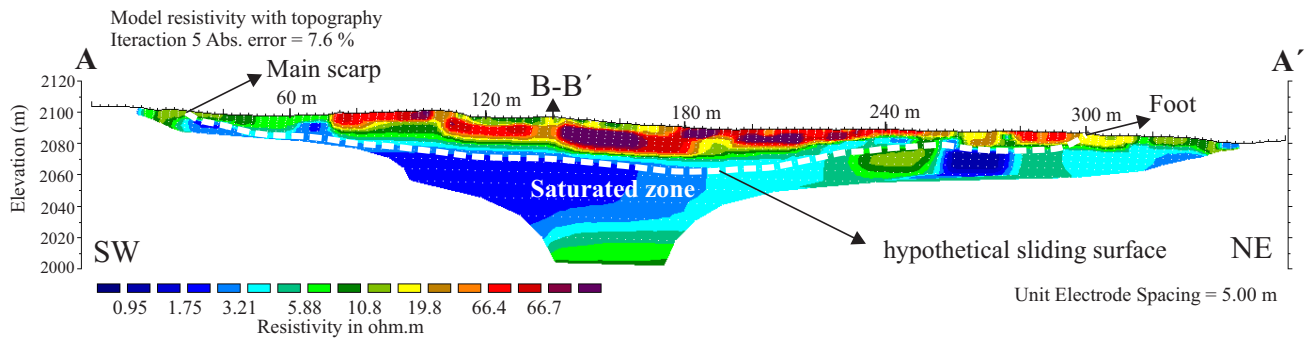 Model resistivity with topography
Iteraction 5 Abs. error = 7.6 %
A
Main scarp
B-B´
A´
Elevation (m)
2120
2100
2080
2060
2040
2020
2000
60 m
120 m
180 m
240 m
300 m
Foot
Saturated zone
hypothetical sliding surface
SW
NE
0.95 1.75 3.21 5.88 10.8 19.8 66.4 66.7
Resistivity in ohm.m
Unit Electrode Spacing = 5.00 m